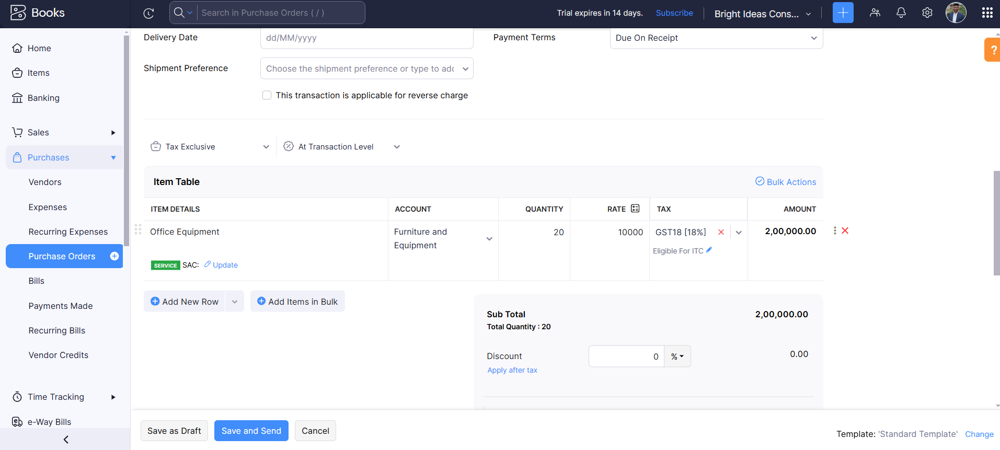 Books
Search in Purchase Orders ( / )
Trial expires in 14 days.
Subscribe
Bright Ideas Cons...
Home
Items
Banking
Sales
Purchases
Vendors
Expenses
Recurring Expenses
Purchase Orders
Bills
Payments Made
Recurring Bills
Vendor Credits
Time Tracking
e-Way Bills
Delivery Date
dd/MM/yyyy
Payment Terms
Due On Receipt
?
Shipment Preference
Choose the shipment preference or type to add
This transaction is applicable for reverse charge
Tax Exclusive
At Transaction Level
Item Table
Bulk Actions
ITEM DETAILS
ACCOUNT
QUANTITY
RATE
TAX
AMOUNT
Office Equipment
Furniture and
Equipment
20
10000
GST18 [18%]
2,00,000.00
Eligible For ITC
SERVICE SAC: Update
Add New Row
Add Items in Bulk
Sub Total
2,00,000.00
Total Quantity : 20
Discount
0
%
0.00
Apply after tax
Save as Draft
Save and Send
Cancel
Template: 'Standard Template' Change